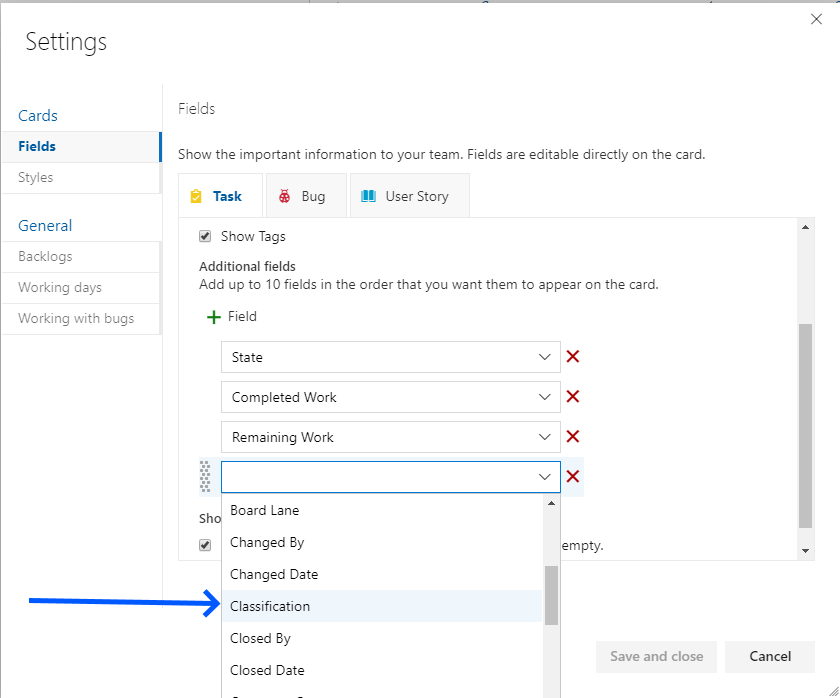 Settings
Cards
Fields
Styles
General
Backlogs
Working days
Working with bugs
Fields
Show the important information to your team. Fields are editable directly on the card.
Task
Bug
User Story
Show Tags
Additional fields
Add up to 10 fields in the order that you want them to appear on the card.
Field
State
Completed Work
Remaining Work
Board Lane
Changed By
Changed Date
Classification
Closed By
Closed Date
Sho
empty.
Save and close
Cancel